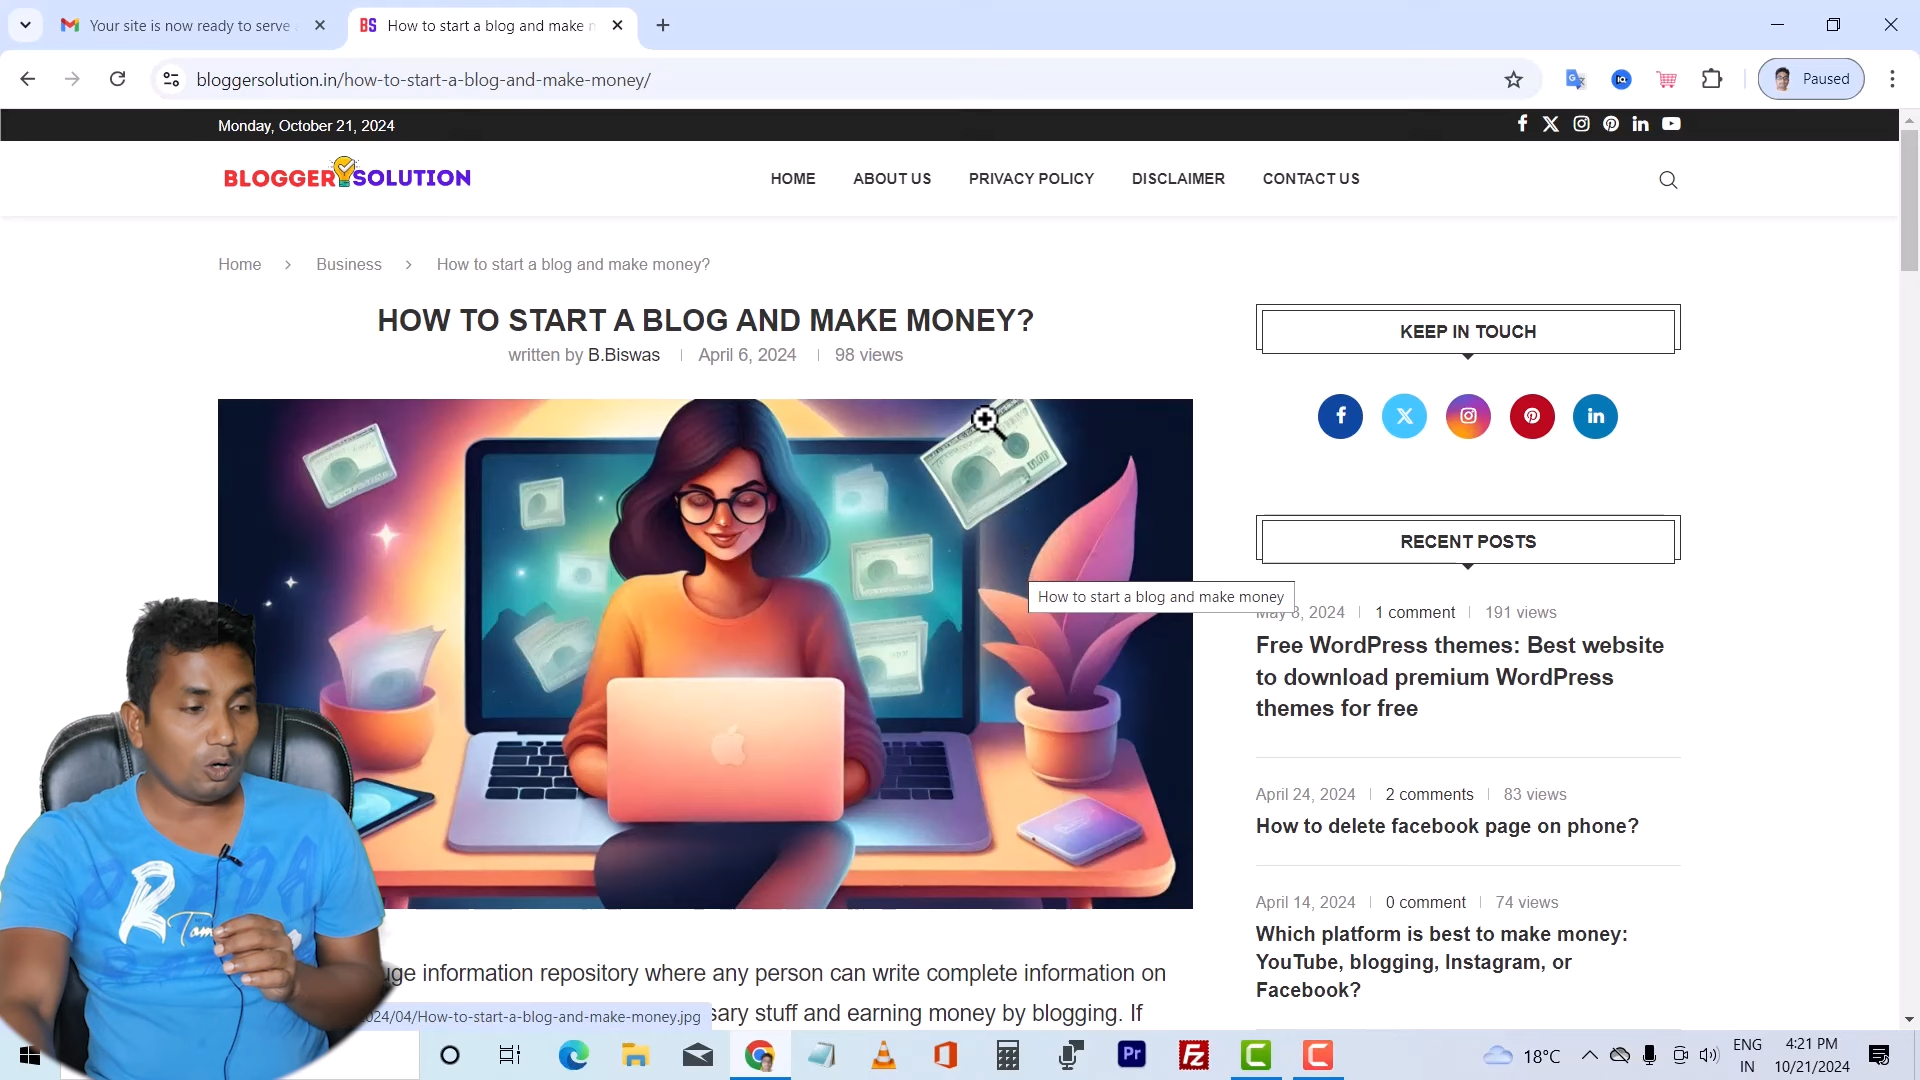 Your site is now ready to serve
How to start a blog and make
bloggersolution.in/how-to-start-a-blog-and-make-money/
Paused
Monday, October 21, 2024
BLOGGER SOLUTION
HOME
ABOUT US
PRIVACY POLICY
DISCLAIMER
CONTACT US
Home > Business > How to start a blog and make money?
HOW TO START A BLOG AND MAKE MONEY?
written by B.Biswas | April 6, 2024 | 98 views
How to start a blog and make money
KEEP IN TOUCH
RECENT POSTS
May 8, 2024 | 1 comment | 191 views
Free WordPress themes: Best website
to download premium WordPress
themes for free
April 24, 2024 | 2 comments | 83 views
How to delete facebook page on phone?
April 14, 2024 | 0 comment | 74 views
Which platform is best to make money:
YouTube, blogging, Instagram, or
Facebook?
information repository where any person can write complete information on
stuff and earning money by blogging. If
/04/How-to-start-a-blog-and-make-money.jpg
R
18°C
ENG
IN
4:21 PM
10/21/2024